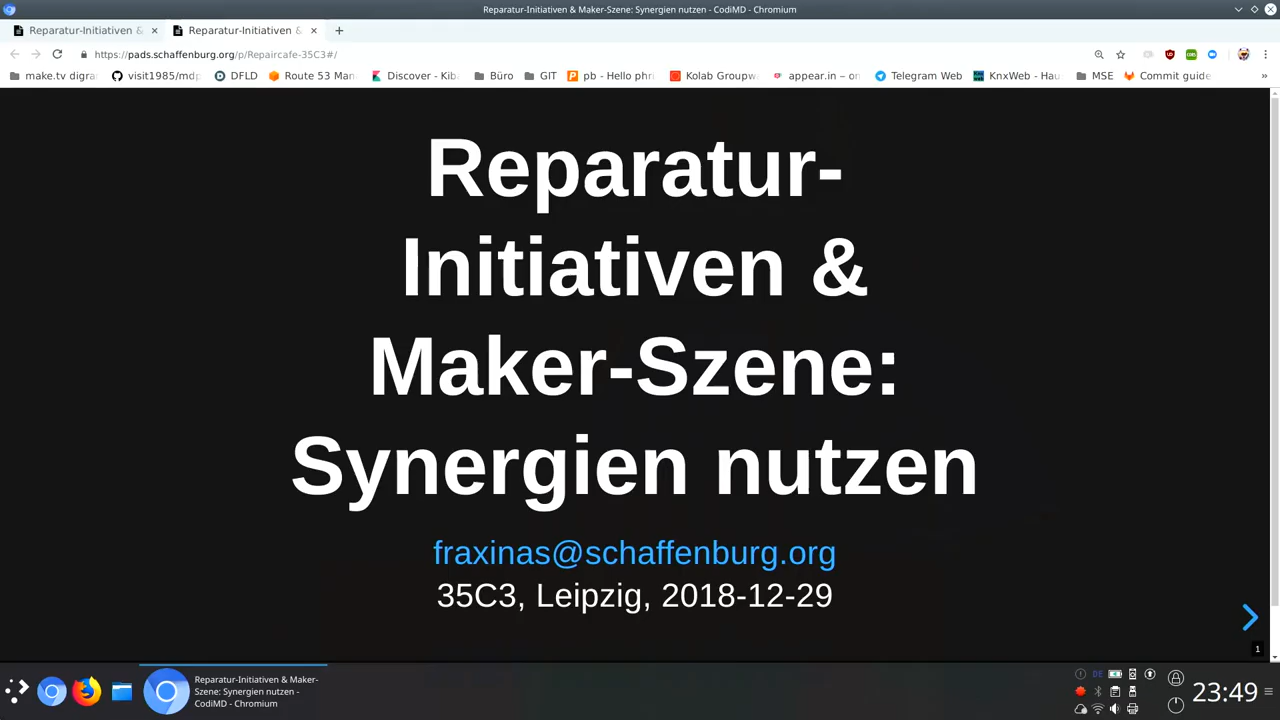 Reparatur-Initiativen & Maker-Szene: Synergien nutzen - CodiMD - Chromium
Reparatur-Initiativen &
Reparatur-Initiativen &
https://pads.schaffenburg.org/p/Repaircafe-35C3#/
make.tv digra
visit1985/mdp
DFLD
Route 53 Man
Discover - Kib
Büro
GIT
pb - Hello phri
Kolab Groupw
appear.in – on
Telegram Web
KnxWeb - Hau
MSE
Commit guide
»
Reparatur-
Initiativen &
Maker-Szene:
Synergien nutzen
fraxinas@schaffenburg.org
35C3, Leipzig, 2018-12-29
1
Reparatur-Initiativen & Maker-
Szene: Synergien nutzen -
CodiMD - Chromium
DE
23:49